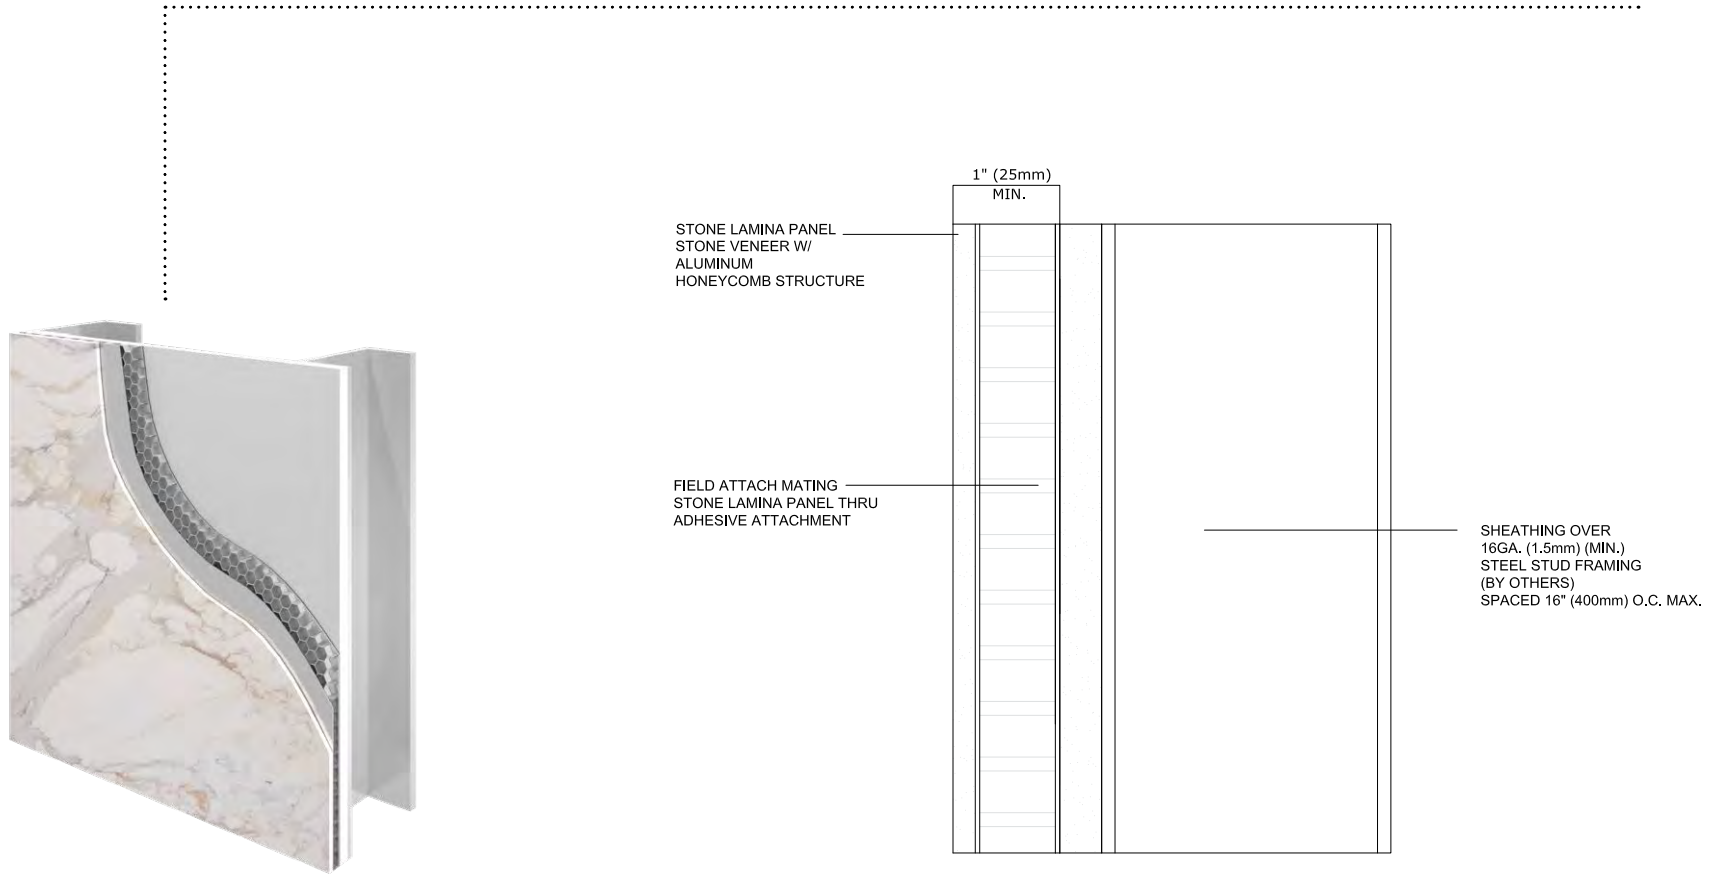 1" (25mm)
MIN.
STONE LAMINA PANEL
STONE VENEER W/
ALUMINUM
HONEYCOMB STRUCTURE
FIELD ATTACH MATING
STONE LAMINA PANEL THRU
ADHESIVE ATTACHMENT
SHEATHING OVER
16GA. (1.5mm) (MIN.)
STEEL STUD FRAMING
(BY OTHERS)
SPACED 16" (400mm) O.C. MAX.